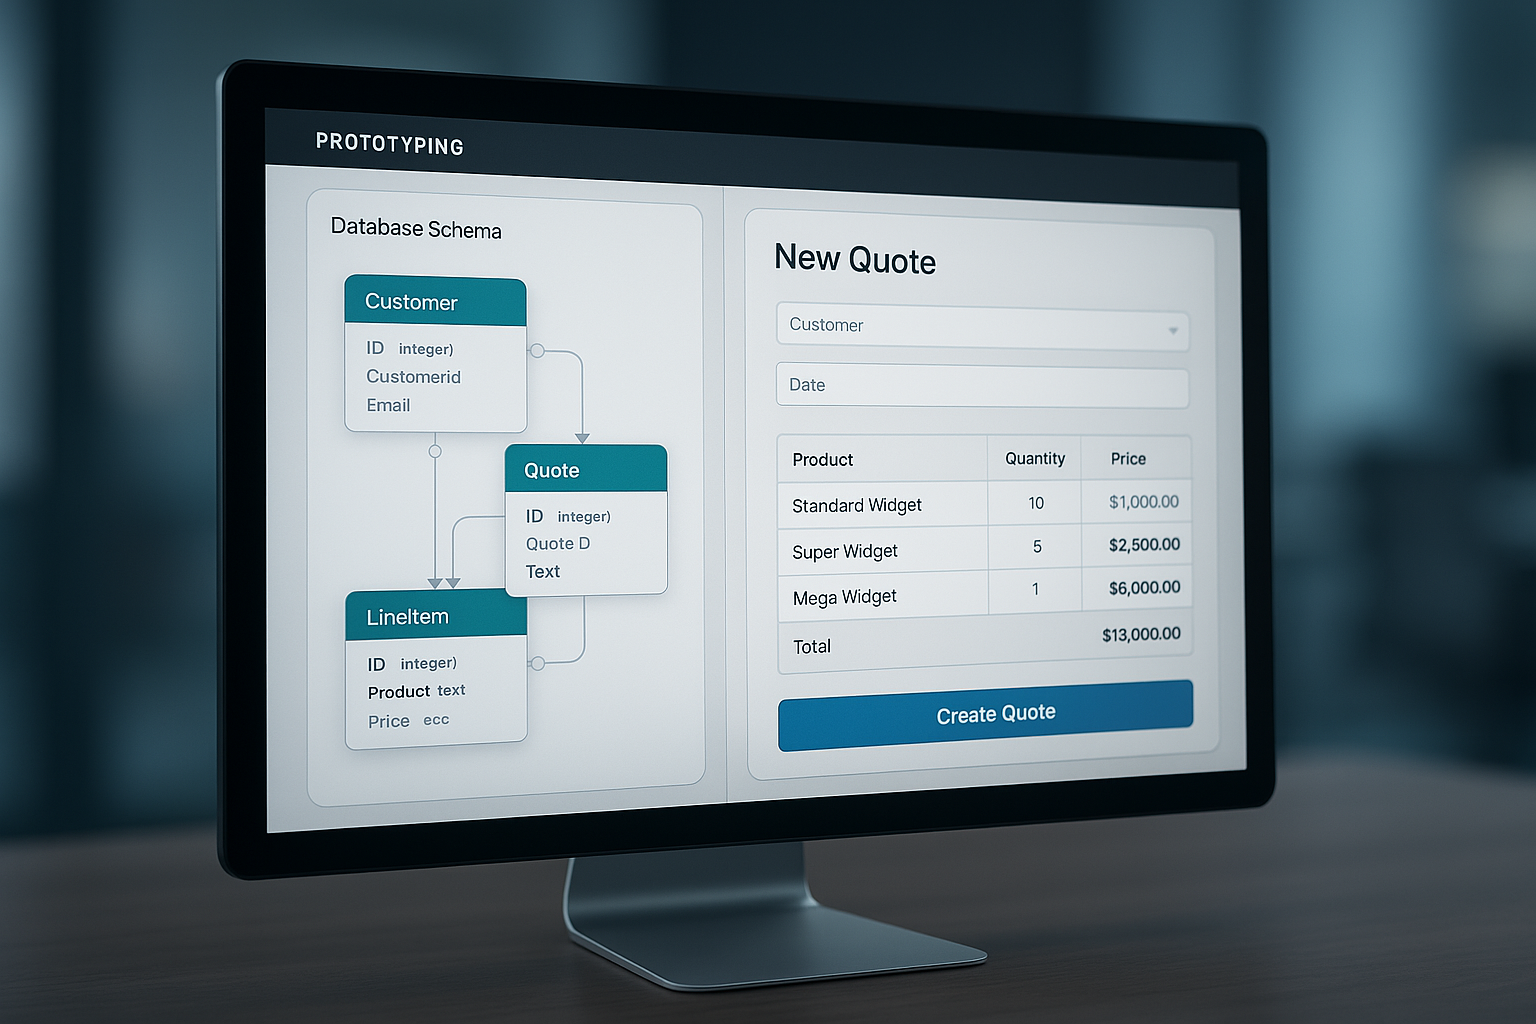 PROTOTYPING
Database Schema
Customer
ID integer)
Customerid
Email
Quote
ID integer)
Quote D
Text
LineItem
ID integer)
Product text
Price ecc
New Quote
Customer
Date
Product Quantity Price
Standard Widget 10 $1,000.00
Super Widget 5 $2,500.00
Mega Widget 1 $6,000.00
Total $13,000.00
Create Quote